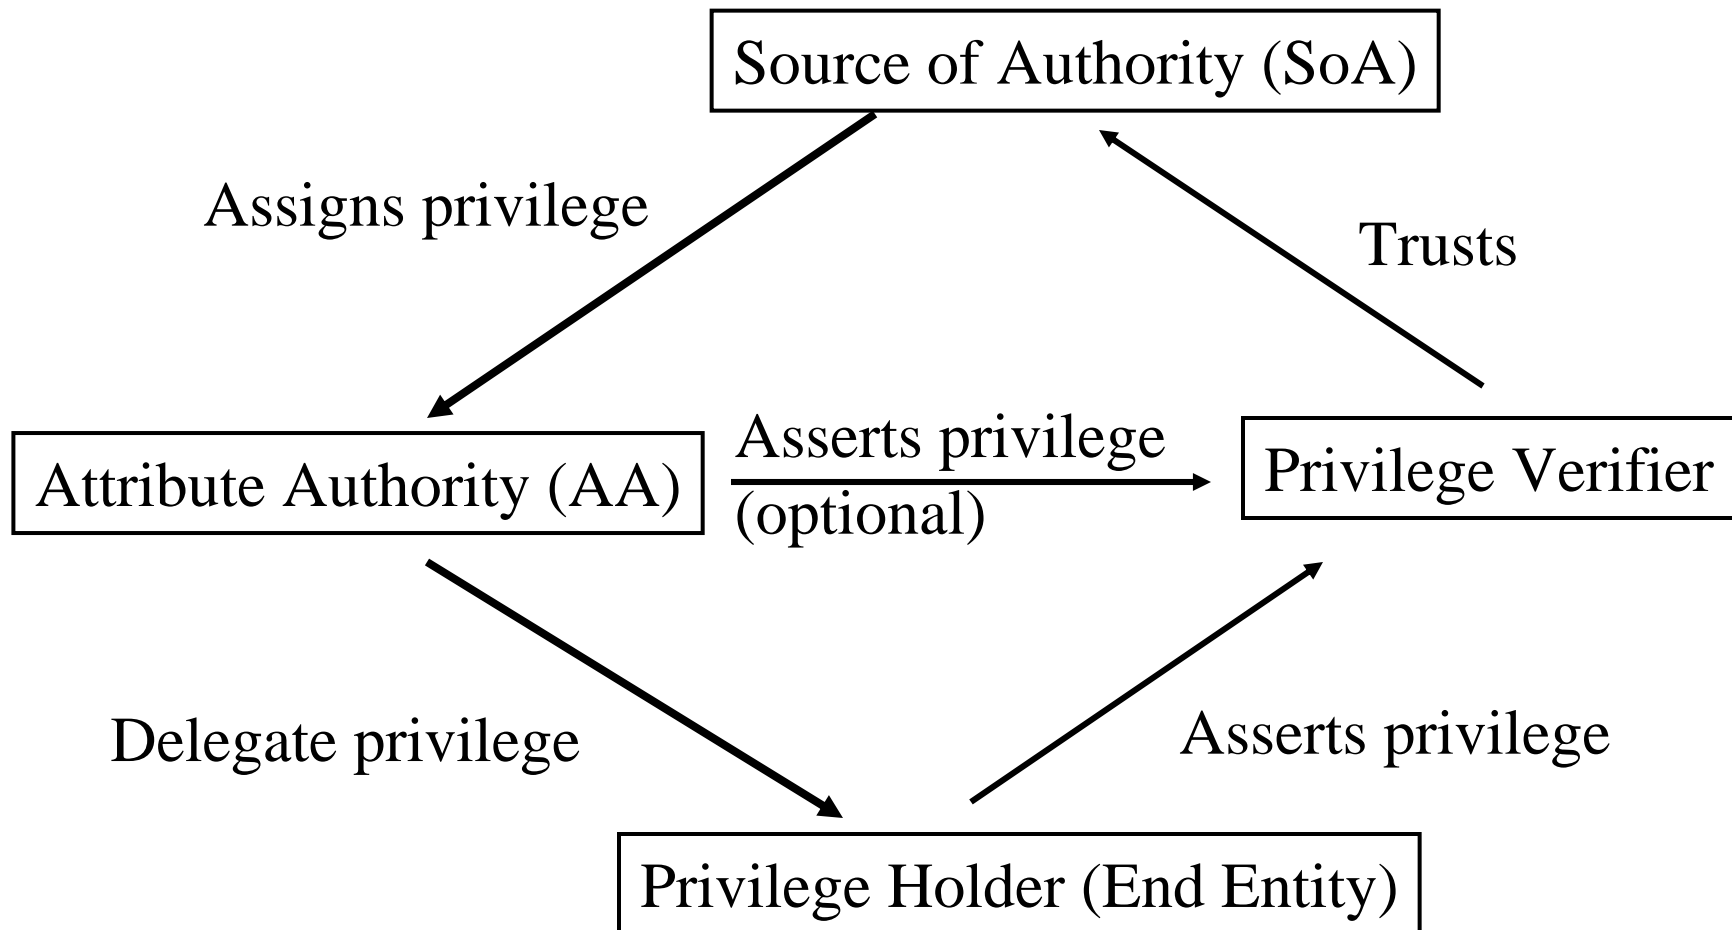 Source of Authority (SoA)
Assigns privilege
Trusts
Asserts privilege
(optional)
Attribute Authority (AA)
Privilege Verifier
Delegate privilege
Asserts privilege
Privilege Holder (End Entity)